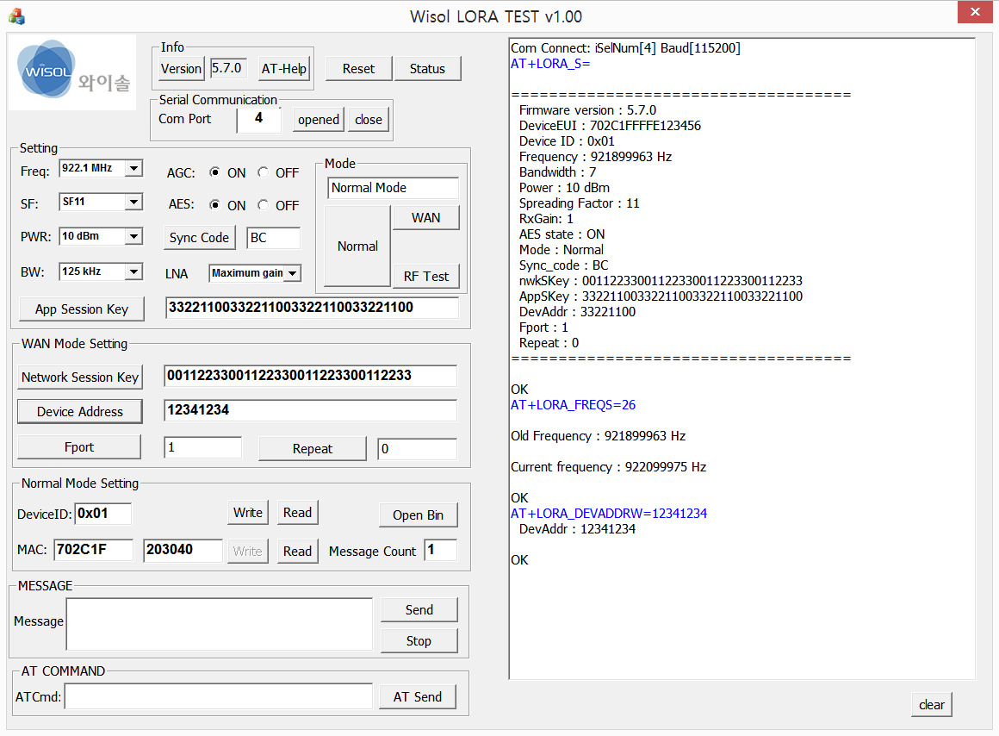 Wisol LORA TEST v1.00
WISOL 와이솔
Info
Version 5.7.0 AT-Help Reset Status
Serial Communication
Com Port 4 opened close
Setting
Freq: 922.1 MHz AGC: ON OFF
SF: SF11 AES: ON OFF
PWR: 10 dBm Sync Code BC
BW: 125 kHz LNA Maximum gain
Mode
Normal Mode
Normal WAN
RF Test
App Session Key 33221100332211003322110033221100
WAN Mode Setting
Network Session Key 00112233001122330011223300112233
Device Address 12341234
Fport 1 Repeat 0
Normal Mode Setting
DeviceID: 0x01 Write Read Open Bin
MAC: 702C1F 203040 Write Read Message Count 1
MESSAGE
Message
Send
Stop
AT COMMAND
ATCmd: AT Send
Com Connect: iSelNum[4] Baud[115200]
AT+LORA_S=
====================================
Firmware version : 5.7.0
DeviceEUI : 702C1FFFFE123456
Device ID : 0x01
Frequency : 921899963 Hz
Bandwidth : 7
Power : 10 dBm
Spreading Factor : 11
RxGain: 1
AES state : ON
Mode : Normal
Sync_code : BC
nwkSKey : 00112233001122330011223300112233
AppSKey : 33221100332211003322110033221100
DevAddr : 33221100
Fport : 1
Repeat : 0
====================================
OK
AT+LORA_FREQS=26
Old Frequency : 921899963 Hz
Current frequency : 922099975 Hz
OK
AT+LORA_DEVADDRW=12341234
DevAddr : 12341234
OK
clear